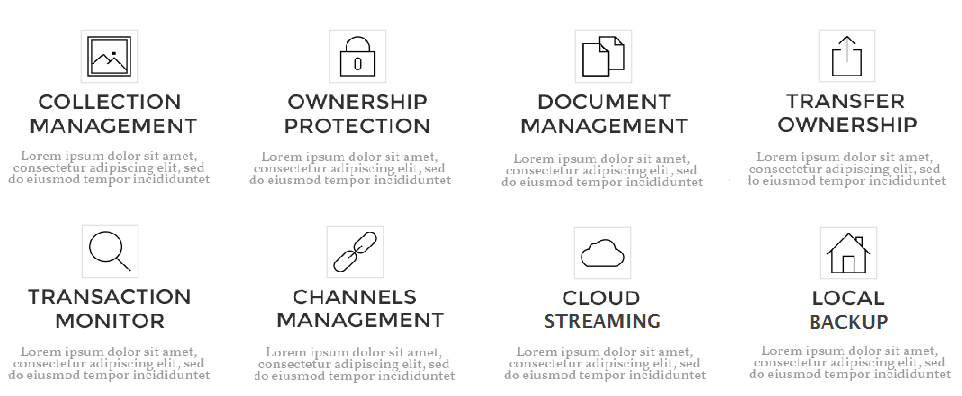 COLLECTION
MANAGEMENT
Lorem ipsum dolor sit amet,
consectetur adipiscing elit, sed
do eiusmod tempor incididuntet
OWNERSHIP
PROTECTION
Lorem ipsum dolor sit amet,
consectetur adipiscing elit, sed
do eiusmod tempor incididuntet
DOCUMENT
MANAGEMENT
Lorem ipsum dolor sit amet,
consectetur adipiscing elit, sed
do eiusmod tempor incididuntet
TRANSFER
OWNERSHIP
Lorem ipsum dolor sit amet,
consectetur adipiscing elit, sed
do eiusmod tempor incididuntet
TRANSACTION
MONITOR
Lorem ipsum dolor sit amet,
consectetur adipiscing elit, sed
do eiusmod tempor incididuntet
CHANNELS
MANAGEMENT
Lorem ipsum dolor sit amet,
consectetur adipiscing elit, sed
do eiusmod tempor incididuntet
CLOUD
STREAMING
Lorem ipsum dolor sit amet,
consectetur adipiscing elit, sed
do eiusmod tempor incididuntet
LOCAL
BACKUP
Lorem ipsum dolor sit amet,
consectetur adipiscing elit, sed
do eiusmod tempor incididuntet